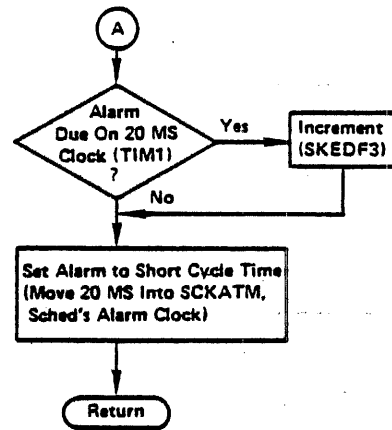 A
Alarm
Due On 20 MS
Clock (TIM1)
?
Yes
Increment
(SKEDF3)
No
Set Alarm to Short Cycle Time
(Move 20 MS Into SCKATM,
Sched's Alarm Clock)
Return